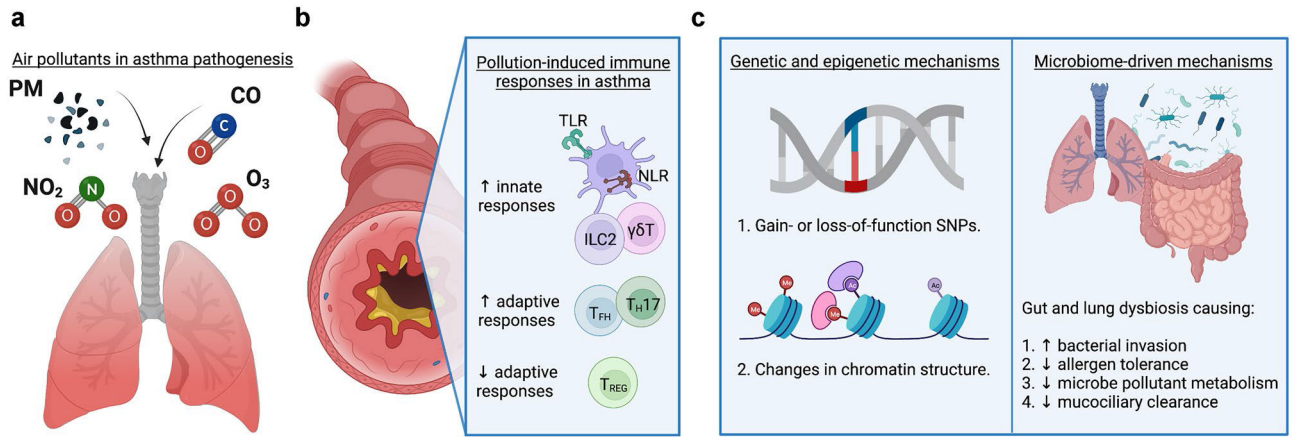 a
Air pollutants in asthma pathogenesis
PM
CO
C
O
NO₂
N
O
O
O₃
O
O
O
b
Pollution-induced immune
responses in asthma
TLR
NLR
↑ innate
responses
ILC2
γδT
↑ adaptive
responses
TFH
TH17
↓ adaptive
responses
TREG
c
Genetic and epigenetic mechanisms
1. Gain- or loss-of-function SNPs.
Me
Me
Ac
Me
Ac
2. Changes in chromatin structure.
Microbiome-driven mechanisms
Gut and lung dysbiosis causing:
1. ↑ bacterial invasion
2. ↓ allergen tolerance
3. ↓ microbe pollutant metabolism
4. ↓ mucociliary clearance